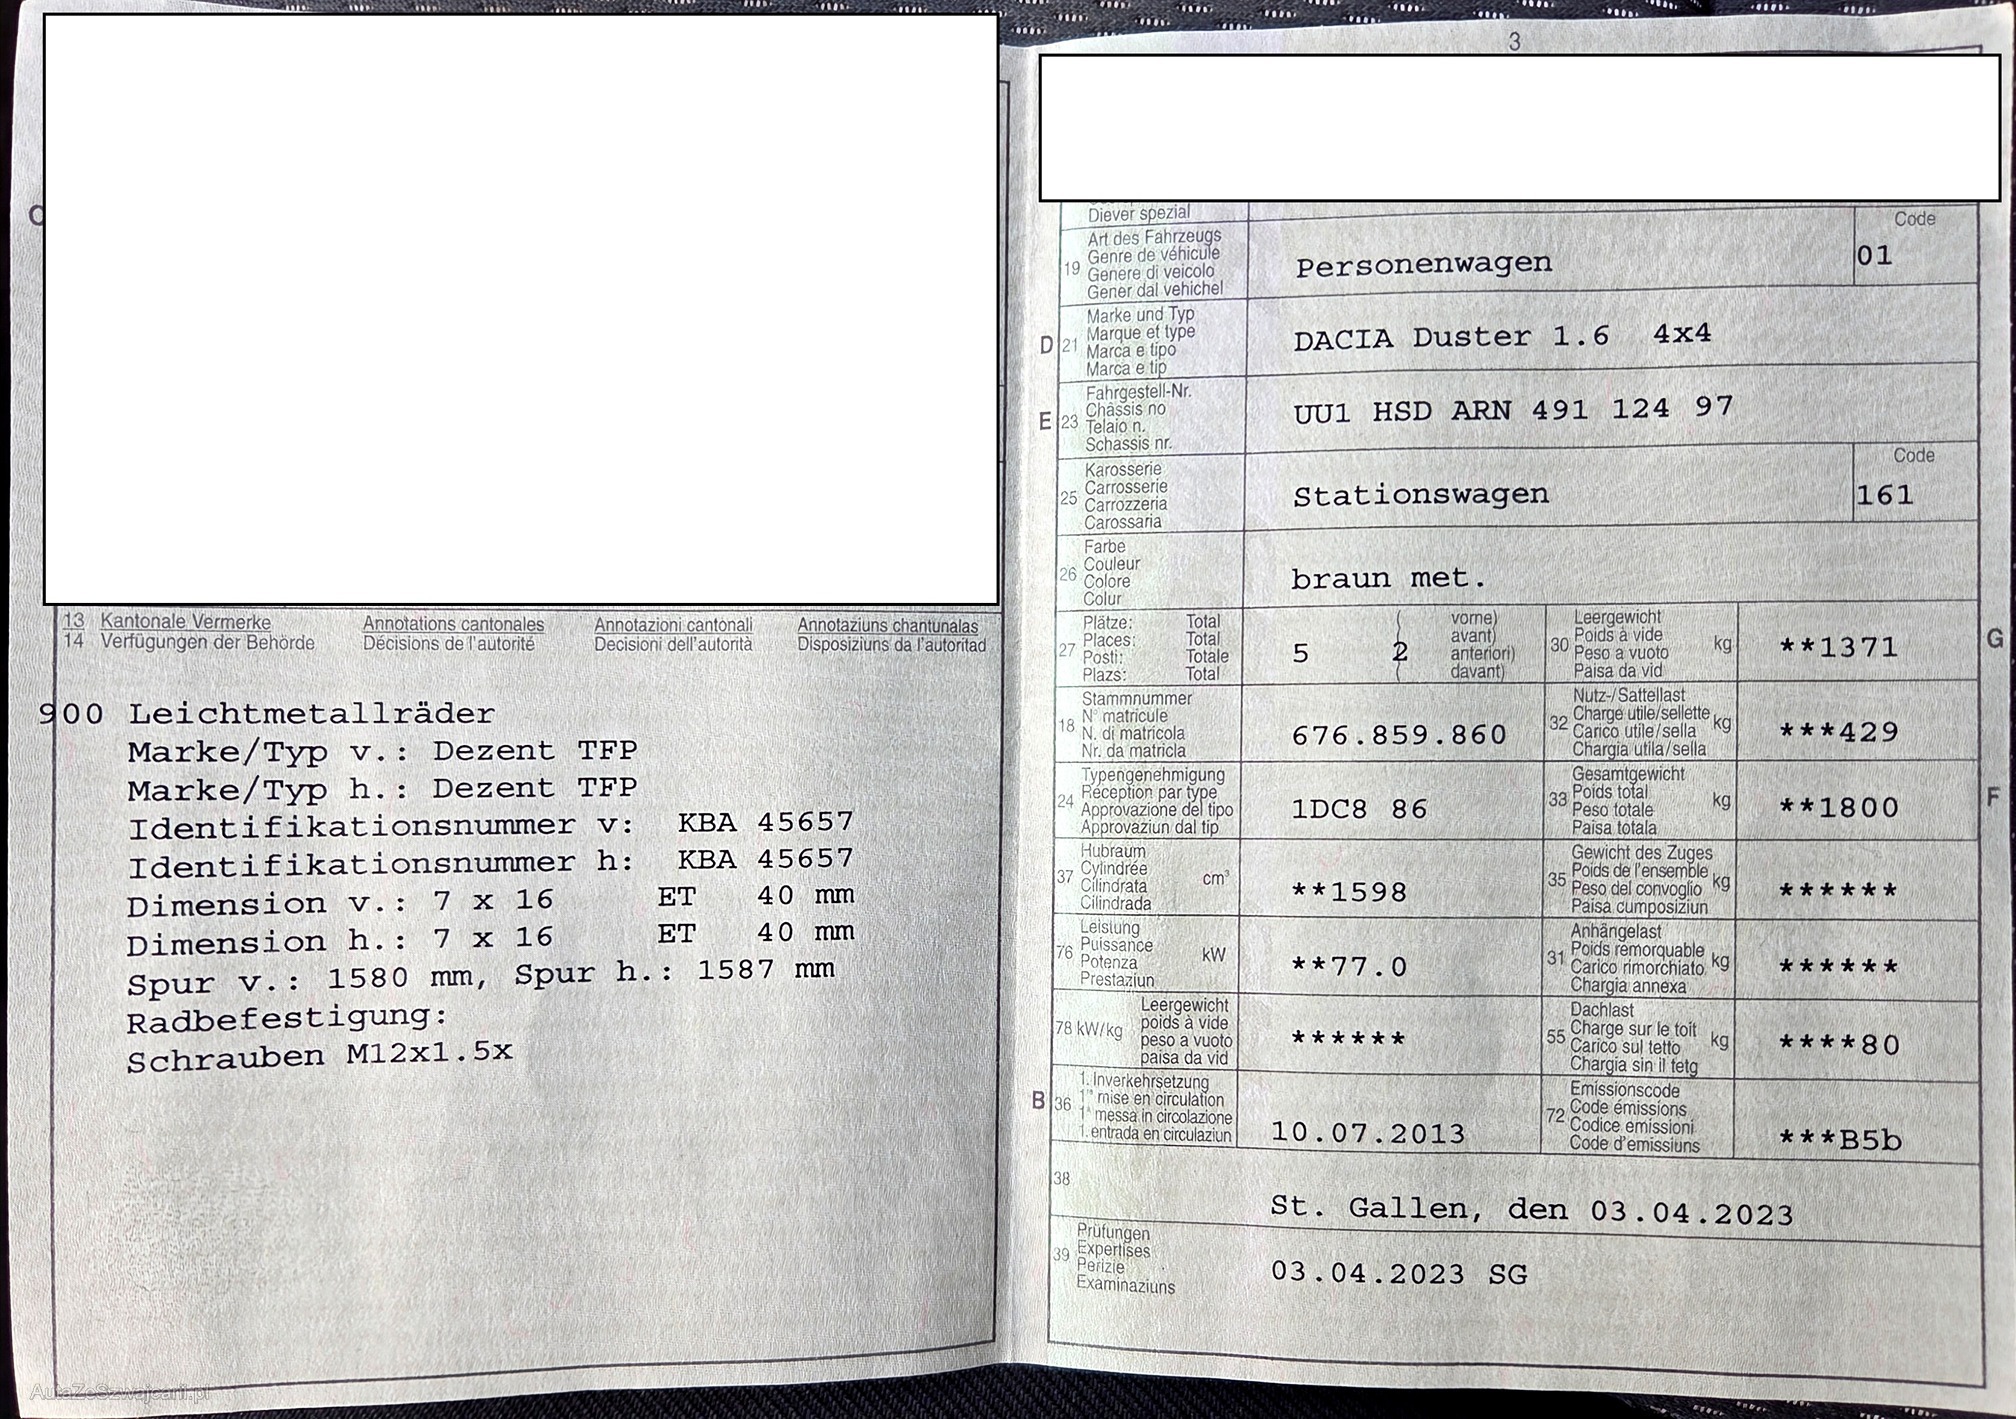 13 Kantonale Vermerke Annotations cantonales Annotazioni cantonali Annotaziuns chantunalas
14 Verfügungen der Behörde Décisions de l'autorité Decisioni dell'autorità Disposiziuns da l'autoritad
900 Leichtmetallräder
Marke/Typ v.: Dezent TFP
Marke/Typ h.: Dezent TFP
Identifikationsnummer v: KBA 45657
Identifikationsnummer h: KBA 45657
Dimension v.: 7 x 16 ET 40 mm
Dimension h.: 7 x 16 ET 40 mm
Spur v.: 1580 mm, Spur h.: 1587 mm
Radbefestigung:
Schrauben M12x1.5x
AutaZeSzwajcarii.pl
3
Diever spezial
Code
Art des Fahrzeugs
Genre de véhicule
19 Genere di veicolo
Gener dal vehichel
Personenwagen 01
Marke und Typ
Marque et type
D 21 Marca e tipo
Marca e tip
DACIA Duster 1.6 4x4
Fahrgestell-Nr.
Châssis no
E 23 Telaio n.
Schassis nr.
UU1 HSD ARN 491 124 97
Code
Karosserie
25 Carrosserie
Carrozzeria
Carossaria
Stationswagen 161
Farbe
Couleur
26 Colore
Colur
braun met.
Plätze: Total
Places: Total
27 Posti: Totale
Plazs: Total
5 ( 2 vorne)
avant)
anteriori)
davant)
Leergewicht
30 Poids à vide
Peso a vuoto kg
Paisa da vid
**1371 G
Stammnummer
18 N° matricule
N. di matricola
Nr. da matricla
676.859.860
Nutz-/Sattellast
32 Charge utile/sellette kg
Carico utile/sella
Chargia utila/sella
***429
Typengenehmigung
24 Réception par type
Approvazione del tipo
Approvaziun dal tip
1DC8 86
Gesamtgewicht
33 Poids total kg
Peso totale
Paisa totala
**1800 F
Hubraum
37 Cylindrée cm³
Cilindrata
Cilindrada
**1598
Gewicht des Zuges
35 Poids de l'ensemble kg
Peso del convoglio
Paisa cumposiziun
******
Leistung
76 Puissance kW
Potenza
Prestaziun
**77.0
Anhängelast
31 Poids remorquable kg
Carico rimorchiato
Chargia annexa
******
Leergewicht
78 kW/kg poids à vide
peso a vuoto
paisa da vid
******
Dachlast
55 Charge sur le toit kg
Carico sul tetto
Chargia sin il tetg
****80
1. Inverkehrsetzung
B 36 1re mise en circulation
1a messa in circolazione
1. entrada en circulaziun
10.07.2013
Emissionscode
72 Code émissions
Codice emissioni
Code d'emissiuns
***B5b
38
St. Gallen, den 03.04.2023
Prüfungen
39 Expertises
Perizie
Examinaziuns
03.04.2023 SG